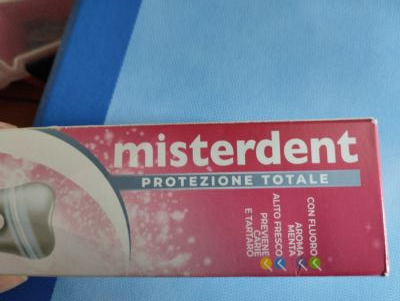 misterdent
PROTEZIONE TOTALE
CON FLUORO
AROMA
MENTA
ALITO FRESCO
PREVIENE
CARIE
E TARTARO